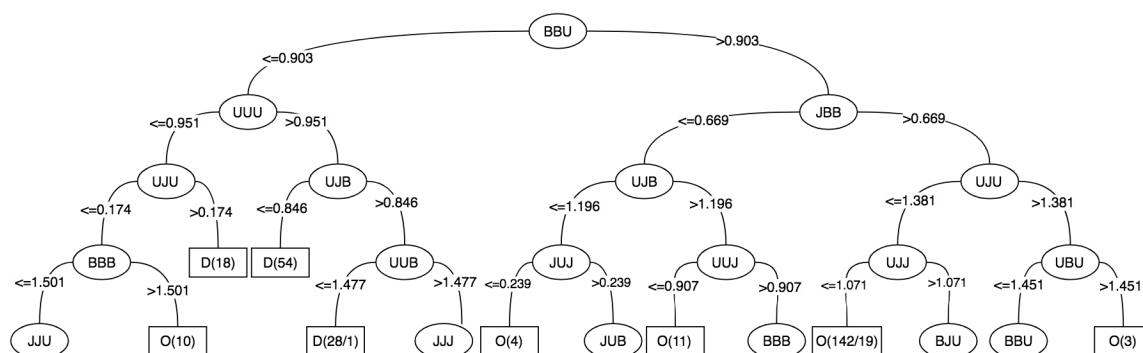 BBU
<=0.903 >0.903
UUU JBB
<=0.951 >0.951 <=0.669 >0.669
UJU UJB UJB UJU
<=0.174 >0.174 <=0.846 >0.846 <=1.196 >1.196 <=1.381 >1.381
BBB D(18) D(54) UUB JUJ UUJ UJJ UBU
<=1.501 >1.501 <=1.477 >1.477 <=0.239 >0.239 <=0.907 >0.907 <=1.071 >1.071 <=1.451 >1.451
JJU O(10) D(28/1) JJJ O(4) JUB O(11) BBB O(142/19) BJU BBU O(3)